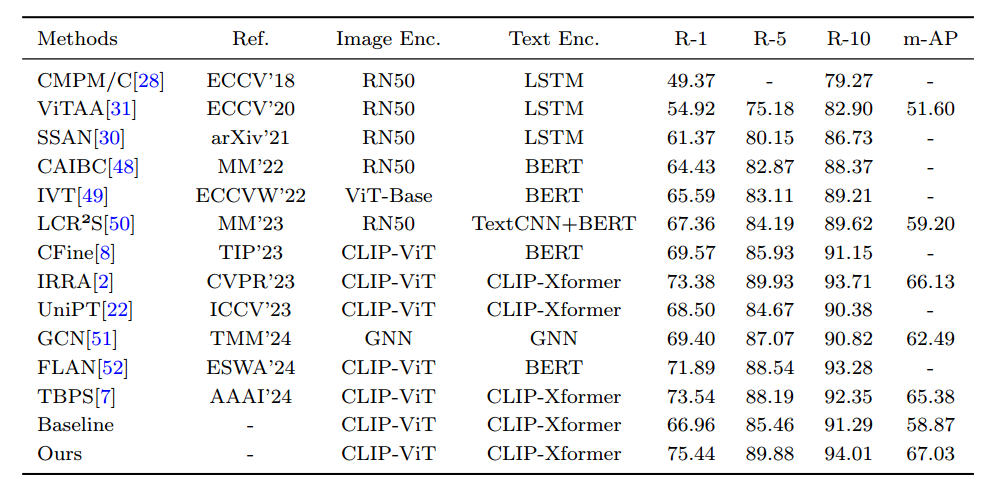 Methods Ref. Image Enc. Text Enc. R-1 R-5 R-10 m-AP
CMPM/C[28] ECCV'18 RN50 LSTM 49.37 - 79.27 -
ViTAA[31] ECCV'20 RN50 LSTM 54.92 75.18 82.90 51.60
SSAN[30] arXiv'21 RN50 LSTM 61.37 80.15 86.73 -
CAIBC[48] MM'22 RN50 BERT 64.43 82.87 88.37 -
IVT[49] ECCVW'22 ViT-Base BERT 65.59 83.11 89.21 -
LCR²S[50] MM'23 RN50 TextCNN+BERT 67.36 84.19 89.62 59.20
CFine[8] TIP'23 CLIP-ViT BERT 69.57 85.93 91.15 -
IRRA[2] CVPR'23 CLIP-ViT CLIP-Xformer 73.38 89.93 93.71 66.13
UniPT[22] ICCV'23 CLIP-ViT CLIP-Xformer 68.50 84.67 90.38 -
GCN[51] TMM'24 GNN GNN 69.40 87.07 90.82 62.49
FLAN[52] ESWA'24 CLIP-ViT BERT 71.89 88.54 93.28 -
TBPS[7] AAAI'24 CLIP-ViT CLIP-Xformer 73.54 88.19 92.35 65.38
Baseline - CLIP-ViT CLIP-Xformer 66.96 85.46 91.29 58.87
Ours - CLIP-ViT CLIP-Xformer 75.44 89.88 94.01 67.03